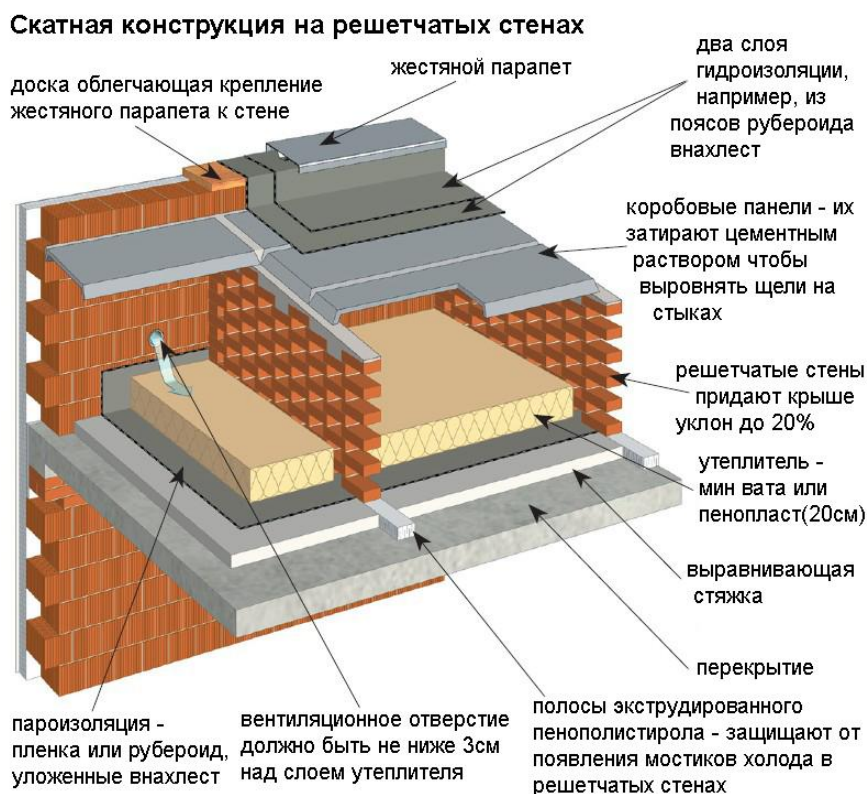 Скатная конструкция на решетчатых стенах
доска облегчающая крепление
жестяного парапета к стене
жестяной парапет
два слоя
гидроизоляции,
например, из
поясов рубероида
внахлест
коробовые панели - их
затирают цементным
раствором чтобы
выровнять щели на
стыках
решетчатые стены
придают крыше
уклон до 20%
утеплитель -
мин вата или
пенопласт(20см)
выравнивающая
стяжка
перекрытие
полосы экструдированного
пенополистирола - защищают от
появления мостиков холода в
решетчатых стенах
вентиляционное отверстие
должно быть не ниже 3см
над слоем утеплителя
пароизоляция -
пленка или рубероид,
уложенные внахлест